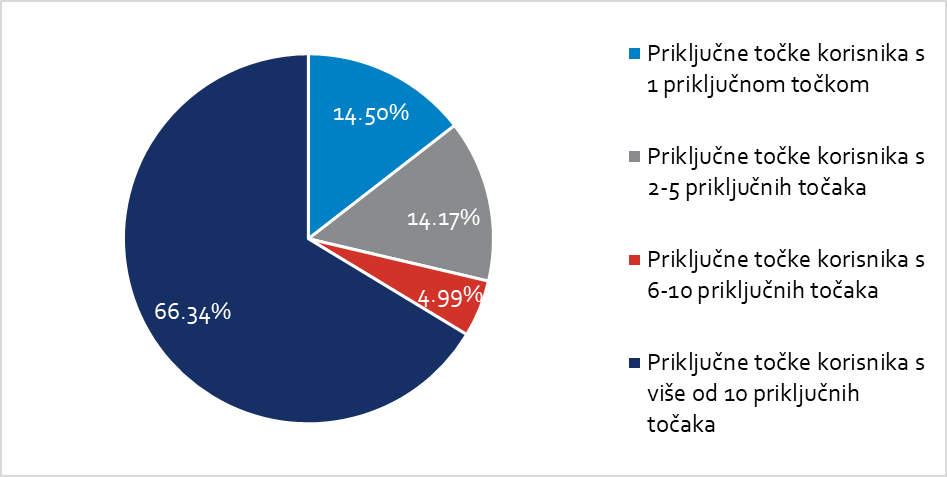 14.50%
14.17%
4.99%
66.34%
Priključne točke korisnika s
1 priključnom točkom
Priključne točke korisnika s
2-5 priključnih točaka
Priključne točke korisnika s
6-10 priključnih točaka
Priključne točke korisnika s
više od 10 priključnih
točaka